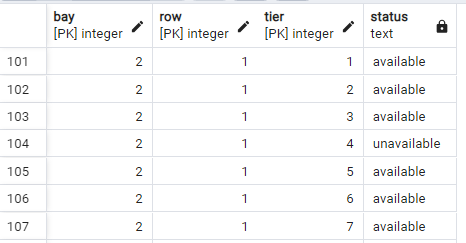 bay row tier status
[PK] integer [PK] integer [PK] integer text
101 2 1 1 available
102 2 1 2 available
103 2 1 3 available
104 2 1 4 unavailable
105 2 1 5 available
106 2 1 6 available
107 2 1 7 available